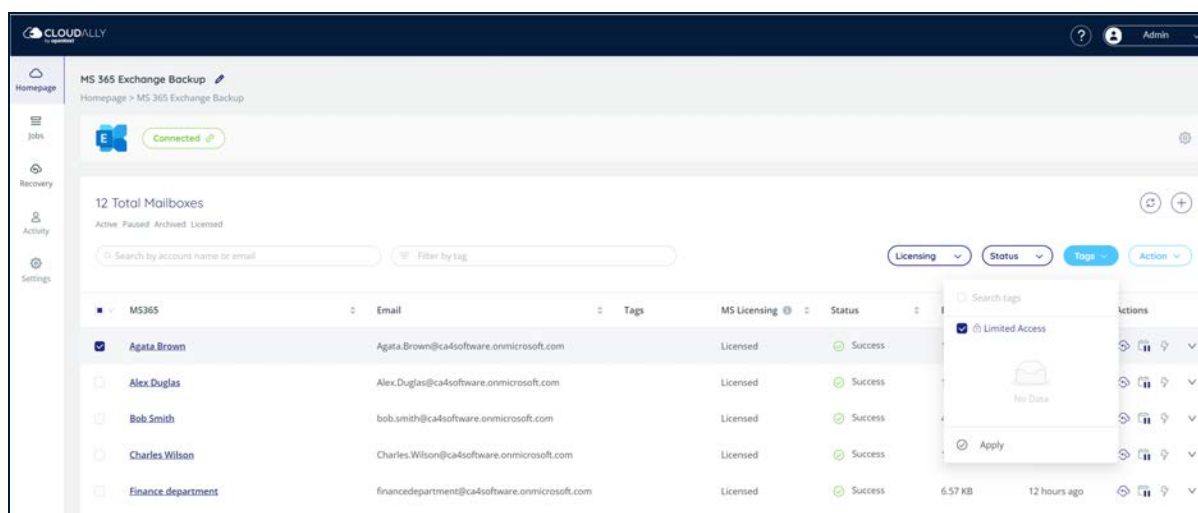 CLOUDALLY
by opentext
? Admin
Homepage
Jobs
Recovery
Activity
Settings
MS 365 Exchange Backup
Homepage > MS 365 Exchange Backup
E Connected
12 Total Mailboxes
Active Paused Archived Licensed
Search by account name or email Filter by tag Licensing Status Tags Action
Search tags
MS365 Email Tags MS Licensing Status Actions
Limited Access
Agata Brown Agata.Brown@ca4software.onmicrosoft.com Licensed Success
Alex Duglas Alex.Duglas@ca4software.onmicrosoft.com Licensed Success
No Data
Bob Smith bob.smith@ca4software.onmicrosoft.com Licensed Success
Apply
Charles Wilson Charles.Wilson@ca4software.onmicrosoft.com Licensed Success
Finance department financedepartment@ca4software.onmicrosoft.com Licensed Success 6.57 KB 12 hours ago